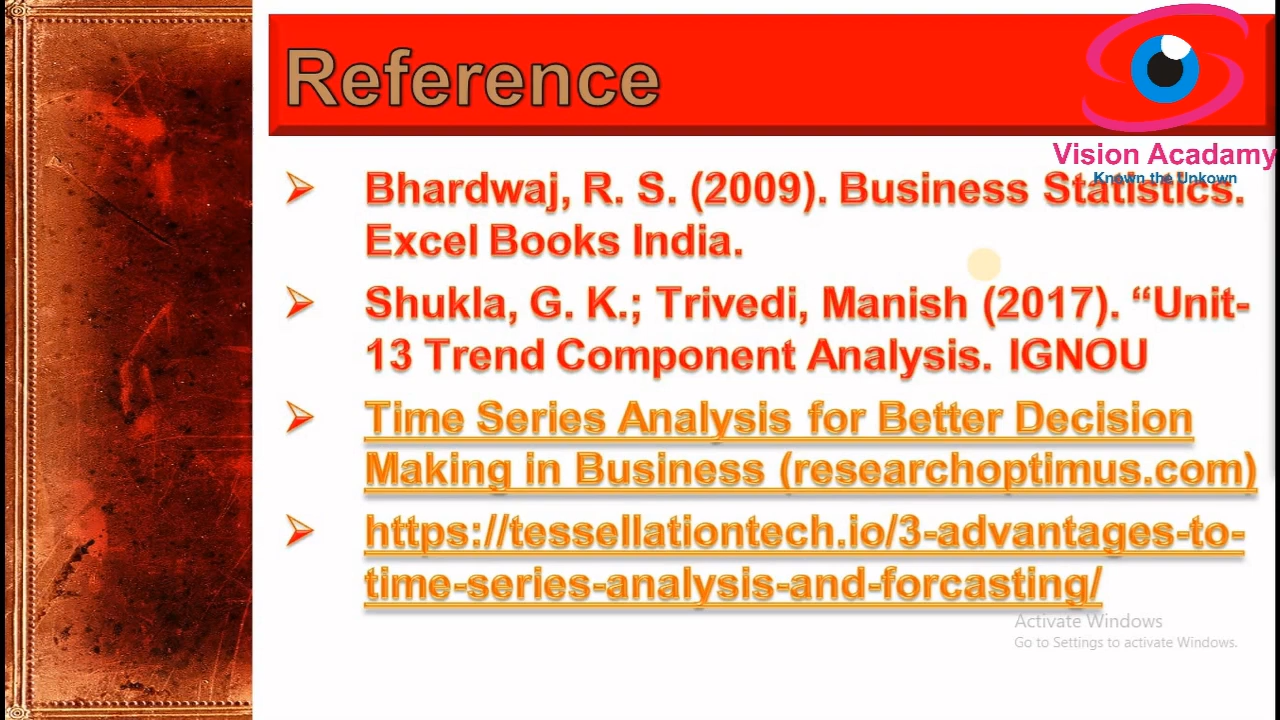 Reference
Vision Acadamy
Known the Unkown
Bhardwaj, R. S. (2009). Business Statistics.
Excel Books India.
Shukla, G. K.; Trivedi, Manish (2017). “Unit-
13 Trend Component Analysis. IGNOU
Time Series Analysis for Better Decision
Making in Business (researchoptimus.com)
https://tessellationtech.io/3-advantages-to-
time-series-analysis-and-forcasting/
Activate Windows
Go to Settings to activate Windows.